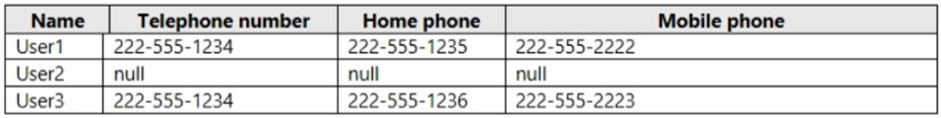 Name Telephone number Home phone Mobile phone
User1 222-555-1234 222-555-1235 222-555-2222
User2 null null null
User3 222-555-1234 222-555-1236 222-555-2223